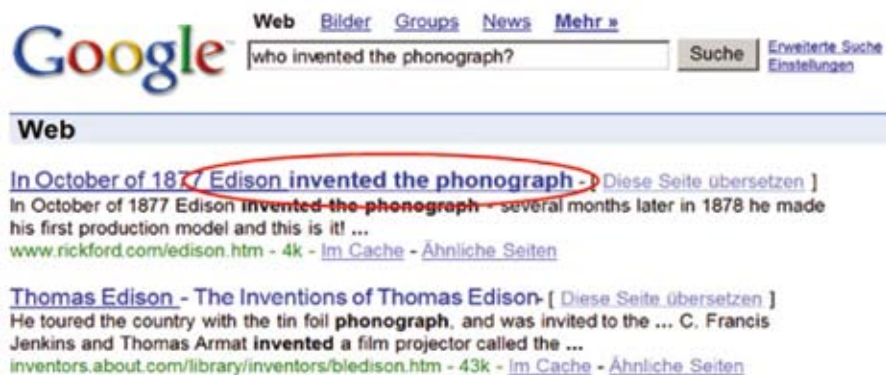 Google Web Bilder Groups News Mehr »
who invented the phonograph? Suche Erweiterte Suche
Einstellungen
Web
In October of 1877 Edison invented the phonograph - [ Diese Seite übersetzen ]
In October of 1877 Edison invented the phonograph - several months later in 1878 he made
his first production model and this is it! ...
www.rickford.com/edison.htm - 4k - Im Cache - Ähnliche Seiten
Thomas Edison - The Inventions of Thomas Edison- [ Diese Seite übersetzen ]
He toured the country with the tin foil phonograph, and was invited to the ... C. Francis
Jenkins and Thomas Armat invented a film projector called the ...
inventors.about.com/library/inventors/bledison.htm - 43k - Im Cache - Ähnliche Seiten